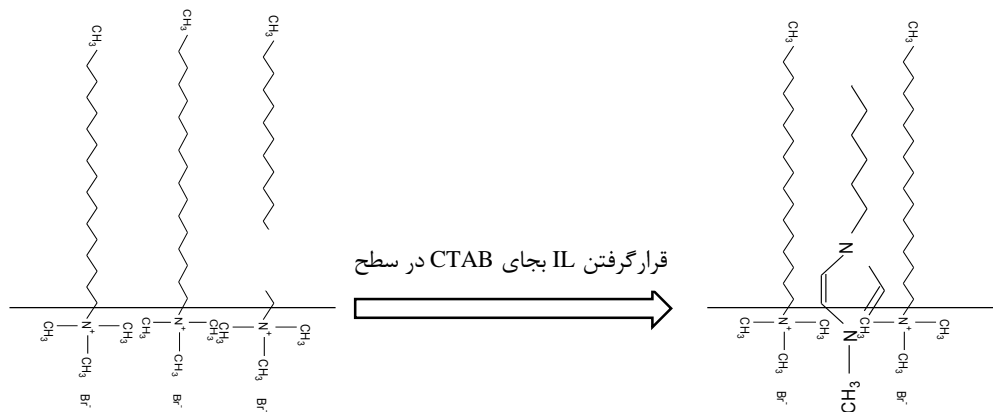 CH3 CH3 CH3
N+ N+ N+
CH3 CH3 CH3 CH3 CH3 CH3
CH3 CH3 CH3
Br- Br- Br-
قرارگرفتن IL بجای CTAB در سطح
CH3 CH3
N
N+ N N+
CH3 CH3 CH3 CH3
CH3 CH3 CH3
Br- Br-